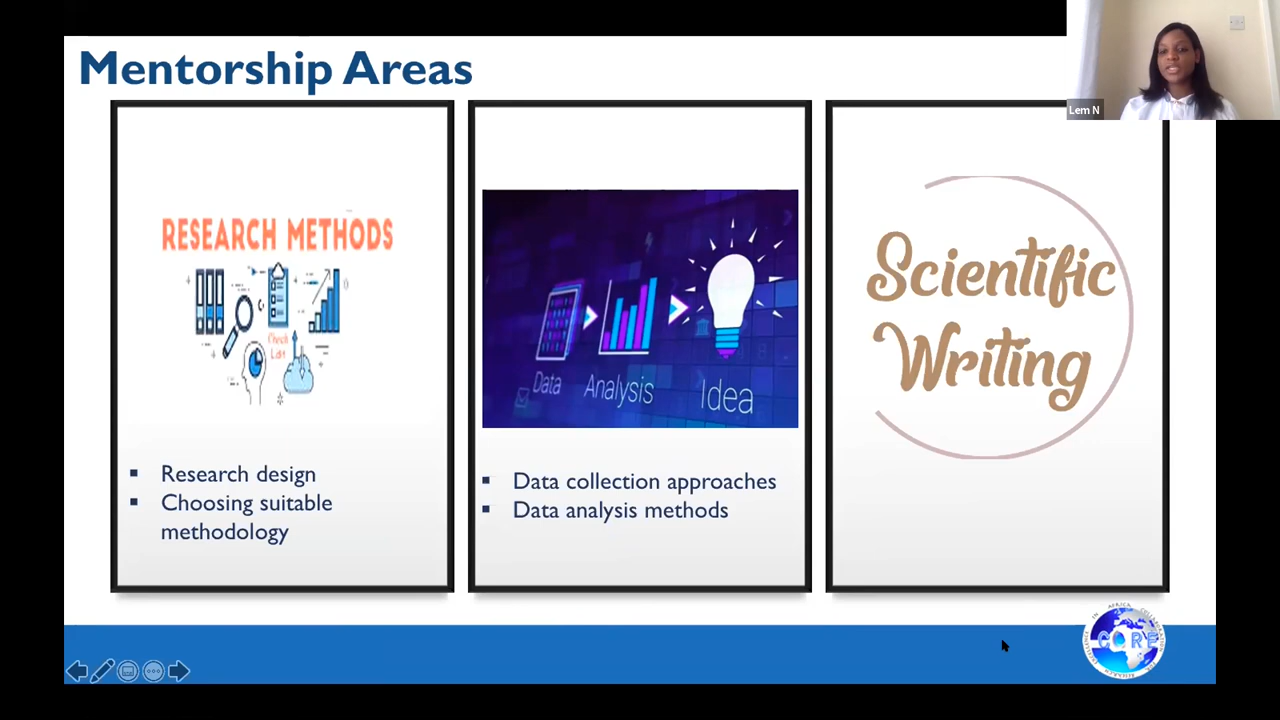 Mentorship Areas
Lem N
RESEARCH METHODS
Check
List
Data
Analysis
Idea
Scientific
Writing
▪ Research design
▪ Choosing suitable
methodology
▪ Data collection approaches
▪ Data analysis methods
CORE